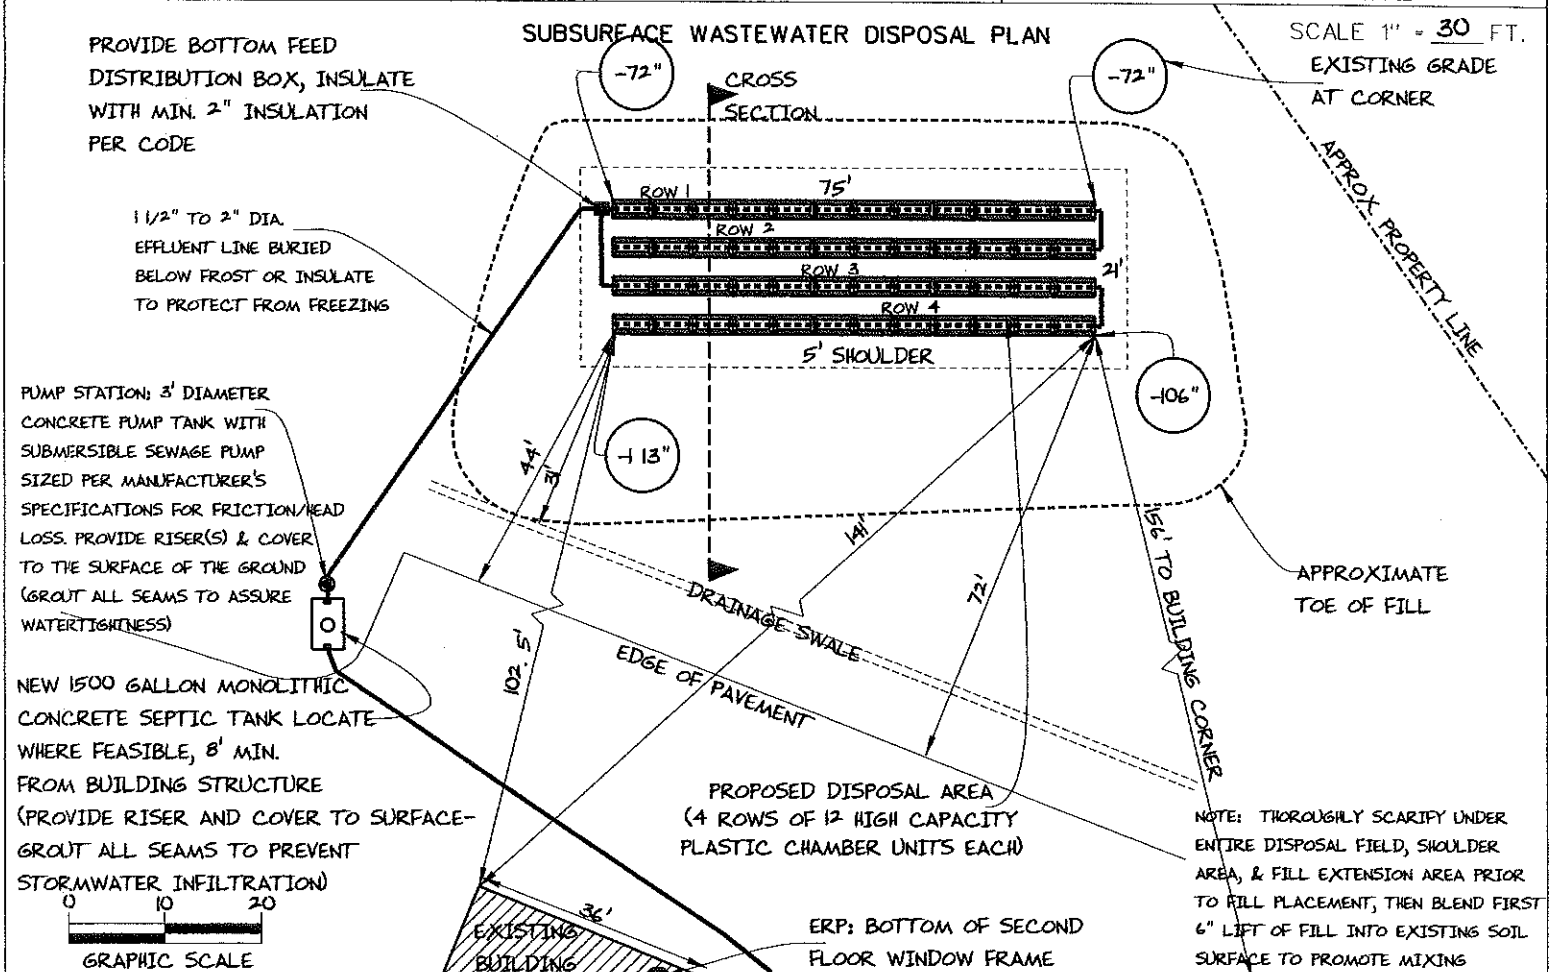 SUBSURFACE WASTEWATER DISPOSAL PLAN
SCALE 1" = 30 FT.
PROVIDE BOTTOM FEED
DISTRIBUTION BOX, INSULATE
WITH MIN. 2" INSULATION
PER CODE
-72"
CROSS
SECTION
-72"
EXISTING GRADE
AT CORNER
APPROX. PROPERTY LINE
1 1/2" TO 2" DIA.
EFFLUENT LINE BURIED
BELOW FROST OR INSULATE
TO PROTECT FROM FREEZING
ROW 1
75'
ROW 2
ROW 3
21'
ROW 4
5' SHOULDER
-106"
-113"
PUMP STATION: 3' DIAMETER
CONCRETE PUMP TANK WITH
SUBMERSIBLE SEWAGE PUMP
SIZED PER MANUFACTURER'S
SPECIFICATIONS FOR FRICTION/HEAD
LOSS. PROVIDE RISER(S) & COVER
TO THE SURFACE OF THE GROUND
(GROUT ALL SEAMS TO ASSURE
WATERTIGHTNESS)
44'
31'
141'
72'
156' TO BUILDING CORNER
102.5'
DRAINAGE SWALE
EDGE OF PAVEMENT
APPROXIMATE
TOE OF FILL
NEW 1500 GALLON MONOLITHIC
CONCRETE SEPTIC TANK LOCATE
WHERE FEASIBLE, 8' MIN.
FROM BUILDING STRUCTURE
(PROVIDE RISER AND COVER TO SURFACE-
GROUT ALL SEAMS TO PREVENT
STORMWATER INFILTRATION)
PROPOSED DISPOSAL AREA
(4 ROWS OF 12 HIGH CAPACITY
PLASTIC CHAMBER UNITS EACH)
NOTE: THOROUGHLY SCARIFY UNDER
ENTIRE DISPOSAL FIELD, SHOULDER
AREA, & FILL EXTENSION AREA PRIOR
TO FILL PLACEMENT, THEN BLEND FIRST
6" LIFT OF FILL INTO EXISTING SOIL
SURFACE TO PROMOTE MIXING
0 10 20
GRAPHIC SCALE
36'
EXISTING
BUILDING
ERP: BOTTOM OF SECOND
FLOOR WINDOW FRAME